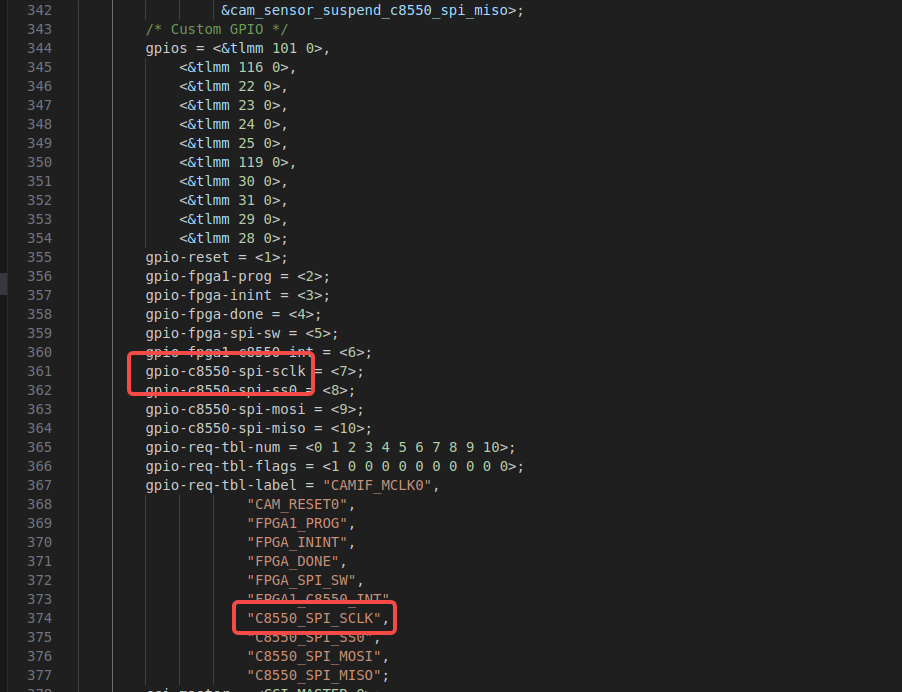 342 &cam_sensor_suspend_c8550_spi_miso>;
343 /* Custom GPIO */
344 gpios = <&tlmm 101 0>,
345 <&tlmm 116 0>,
346 <&tlmm 22 0>,
347 <&tlmm 23 0>,
348 <&tlmm 24 0>,
349 <&tlmm 25 0>,
350 <&tlmm 119 0>,
351 <&tlmm 30 0>,
352 <&tlmm 31 0>,
353 <&tlmm 29 0>,
354 <&tlmm 28 0>;
355 gpio-reset = <1>;
356 gpio-fpga1-prog = <2>;
357 gpio-fpga-inint = <3>;
358 gpio-fpga-done = <4>;
359 gpio-fpga-spi-sw = <5>;
360 gpio-fpga1-c8550-int = <6>;
361 gpio-c8550-spi-sclk = <7>;
362 gpio-c8550-spi-ss0 = <8>;
363 gpio-c8550-spi-mosi = <9>;
364 gpio-c8550-spi-miso = <10>;
365 gpio-req-tbl-num = <0 1 2 3 4 5 6 7 8 9 10>;
366 gpio-req-tbl-flags = <1 0 0 0 0 0 0 0 0 0 0>;
367 gpio-req-tbl-label = "CAMIF_MCLK0",
368 "CAM_RESET0",
369 "FPGA1_PROG",
370 "FPGA_ININT",
371 "FPGA_DONE",
372 "FPGA_SPI_SW",
373 "FPGA1_C8550_INT"
374 "C8550_SPI_SCLK",
375 "C8550_SPI_SS0",
376 "C8550_SPI_MOSI",
377 "C8550_SPI_MISO";